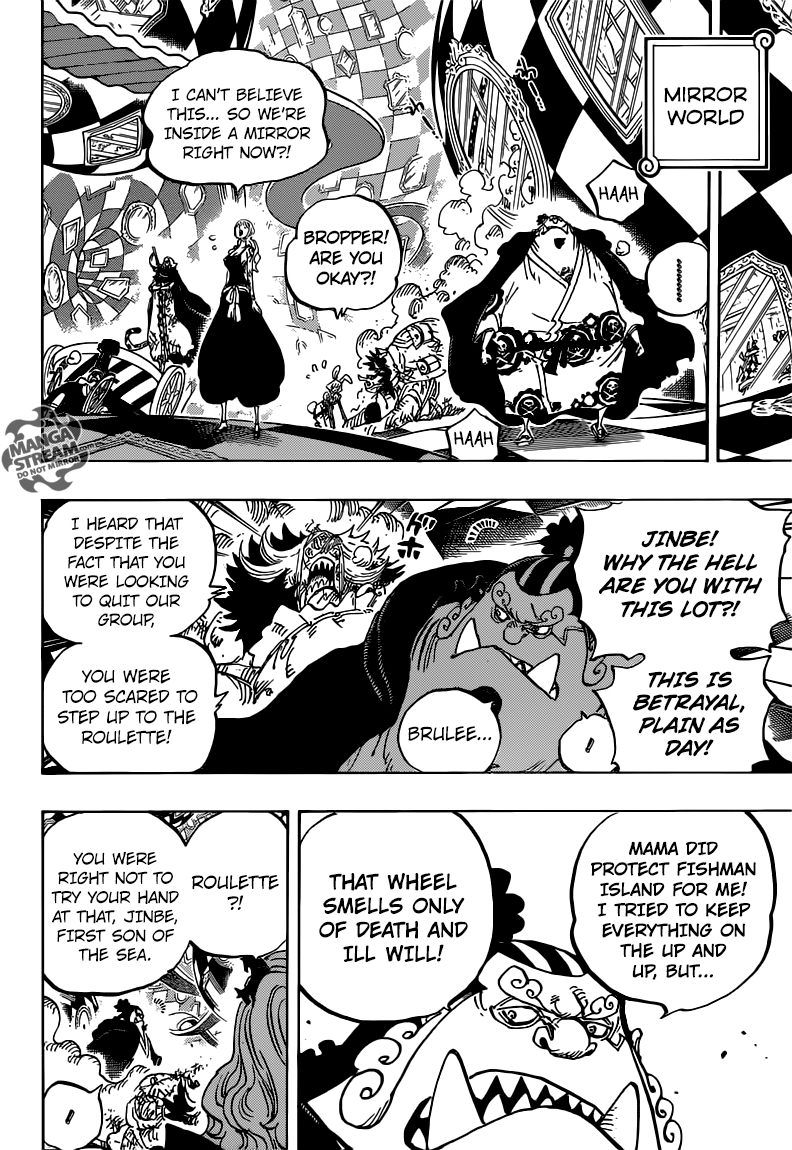 MIRROR
WORLD
HAAH
BROPPER!
ARE YOU
OKAY?!
HAAH
I CAN'T BELIEVE
THIS... SO WE'RE
INSIDE A MIRROR
RIGHT NOW?!
MANGA
STREAM.com
DO NOT MIRROR
JINBE!
WHY THE HELL
ARE YOU WITH
THIS LOT?!
THIS IS
BETRAYAL,
PLAIN AS
DAY!
BRULEE...
I HEARD THAT
DESPITE THE
FACT THAT YOU
WERE LOOKING
TO QUIT OUR
GROUP,
YOU WERE
TOO SCARED TO
STEP UP TO THE
ROULETTE!
MAMA DID
PROTECT FISHMAN
ISLAND FOR ME!
I TRIED TO KEEP
EVERYTHING ON
THE UP AND
UP, BUT...
THAT WHEEL
SMELLS ONLY
OF DEATH AND
ILL WILL!
ROULETTE
?!
YOU WERE
RIGHT NOT TO
TRY YOUR HAND
AT THAT, JINBE,
FIRST SON OF
THE SEA.